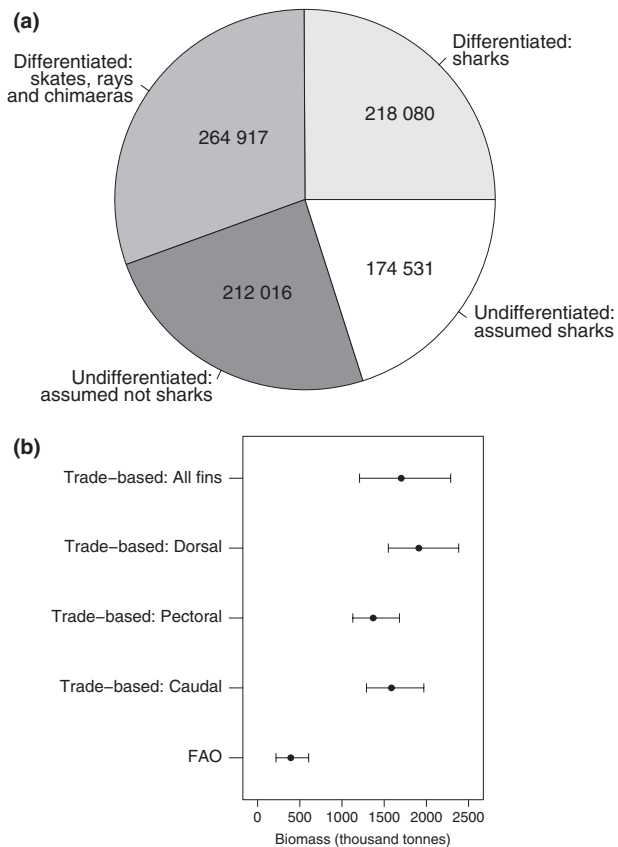 (a)
Differentiated:
skates, rays
and chimaeras
Differentiated:
sharks
264 917
218 080
212 016
174 531
Undifferentiated:
assumed sharks
Undifferentiated:
assumed not sharks
(b)
Trade–based: All fins
Trade–based: Dorsal
Trade–based: Pectoral
Trade–based: Caudal
FAO
0 500 1000 1500 2000 2500
Biomass (thousand tonnes)